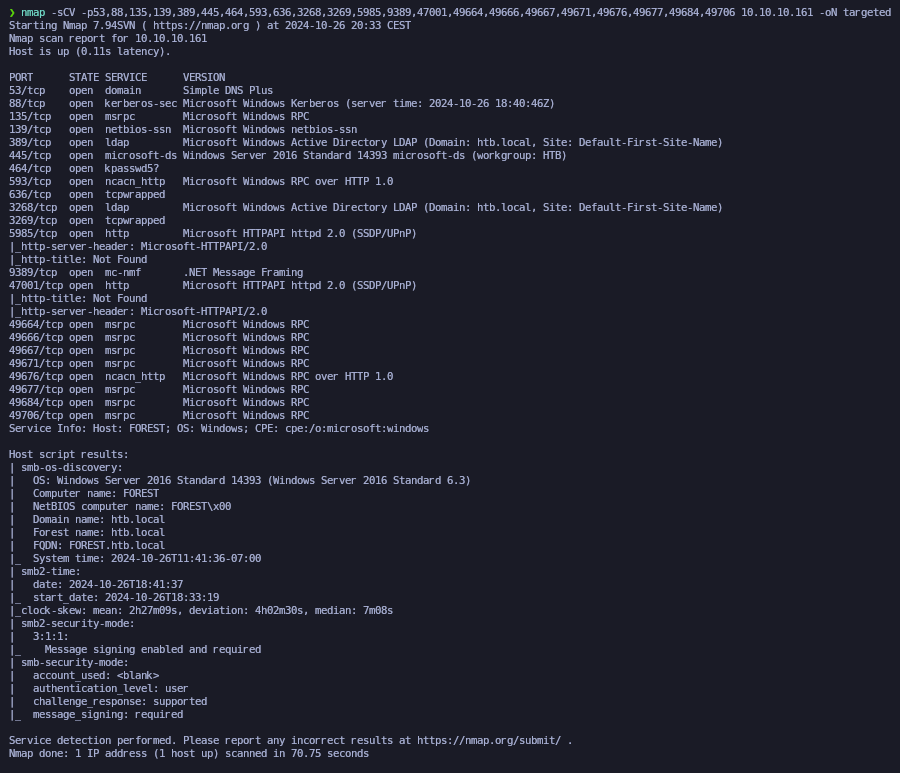 ❯ nmap -sCV -p53,88,135,139,389,445,464,593,636,3268,3269,5985,9389,47001,49664,49666,49667,49671,49676,49677,49684,49706 10.10.10.161 -oN targeted
Starting Nmap 7.94SVN ( https://nmap.org ) at 2024-10-26 20:33 CEST
Nmap scan report for 10.10.10.161
Host is up (0.11s latency).

PORT      STATE SERVICE      VERSION
53/tcp    open  domain       Simple DNS Plus
88/tcp    open  kerberos-sec Microsoft Windows Kerberos (server time: 2024-10-26 18:40:46Z)
135/tcp   open  msrpc        Microsoft Windows RPC
139/tcp   open  netbios-ssn  Microsoft Windows netbios-ssn
389/tcp   open  ldap         Microsoft Windows Active Directory LDAP (Domain: htb.local, Site: Default-First-Site-Name)
445/tcp   open  microsoft-ds Windows Server 2016 Standard 14393 microsoft-ds (workgroup: HTB)
464/tcp   open  kpasswd5?
593/tcp   open  ncacn_http   Microsoft Windows RPC over HTTP 1.0
636/tcp   open  tcpwrapped
3268/tcp  open  ldap         Microsoft Windows Active Directory LDAP (Domain: htb.local, Site: Default-First-Site-Name)
3269/tcp  open  tcpwrapped
5985/tcp  open  http         Microsoft HTTPAPI httpd 2.0 (SSDP/UPnP)
|_http-server-header: Microsoft-HTTPAPI/2.0
|_http-title: Not Found
9389/tcp  open  mc-nmf       .NET Message Framing
47001/tcp open  http         Microsoft HTTPAPI httpd 2.0 (SSDP/UPnP)
|_http-title: Not Found
|_http-server-header: Microsoft-HTTPAPI/2.0
49664/tcp open  msrpc        Microsoft Windows RPC
49666/tcp open  msrpc        Microsoft Windows RPC
49667/tcp open  msrpc        Microsoft Windows RPC
49671/tcp open  msrpc        Microsoft Windows RPC
49676/tcp open  ncacn_http   Microsoft Windows RPC over HTTP 1.0
49677/tcp open  msrpc        Microsoft Windows RPC
49684/tcp open  msrpc        Microsoft Windows RPC
49706/tcp open  msrpc        Microsoft Windows RPC
Service Info: Host: FOREST; OS: Windows; CPE: cpe:/o:microsoft:windows

Host script results:
| smb-os-discovery:
|   OS: Windows Server 2016 Standard 14393 (Windows Server 2016 Standard 6.3)
|   Computer name: FOREST
|   NetBIOS computer name: FOREST\x00
|   Domain name: htb.local
|   Forest name: htb.local
|   FQDN: FOREST.htb.local
|_  System time: 2024-10-26T11:41:36-07:00
| smb2-time:
|   date: 2024-10-26T18:41:37
|_  start_date: 2024-10-26T18:33:19
|_clock-skew: mean: 2h27m09s, deviation: 4h02m30s, median: 7m08s
| smb2-security-mode:
|   3:1:1:
|_    Message signing enabled and required
| smb-security-mode:
|   account_used: <blank>
|   authentication_level: user
|   challenge_response: supported
|_  message_signing: required

Service detection performed. Please report any incorrect results at https://nmap.org/submit/ .
Nmap done: 1 IP address (1 host up) scanned in 70.75 seconds